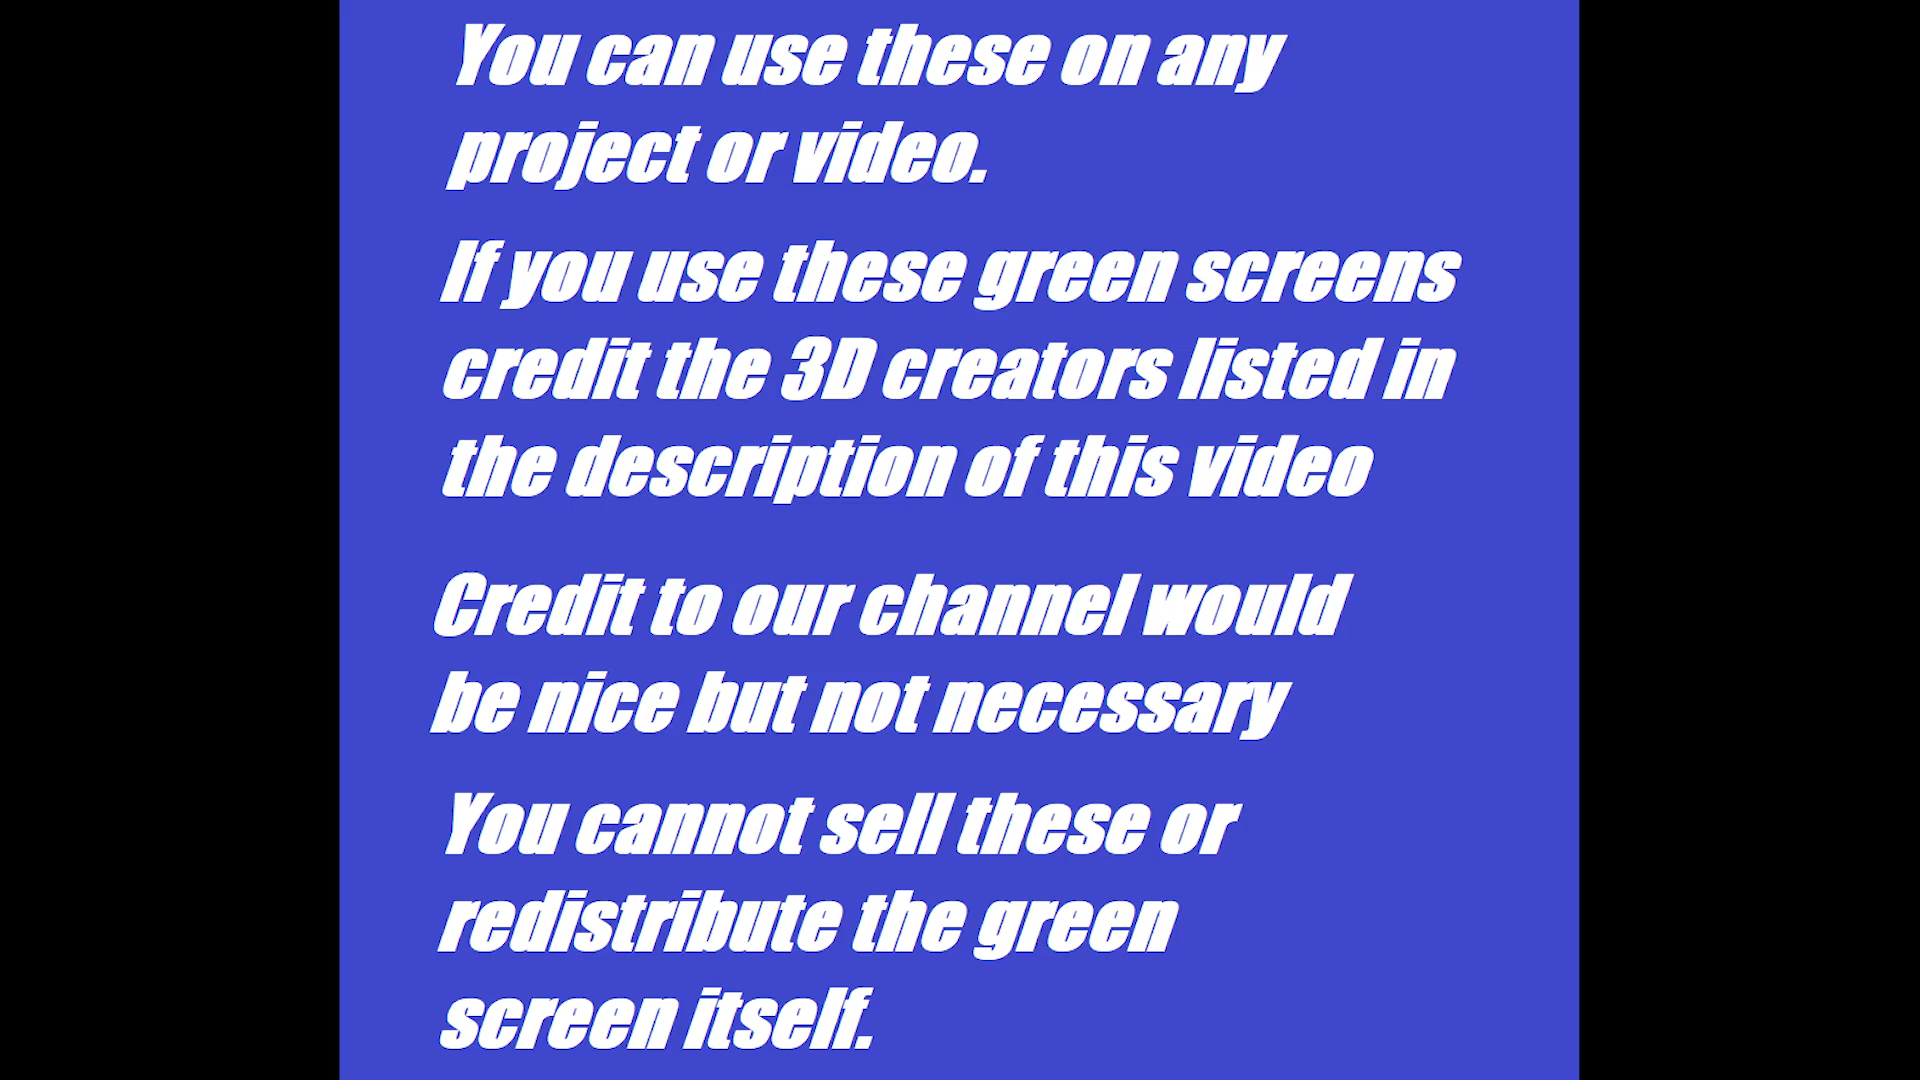 You can use these on any
project or video.
If you use these green screens
credit the 3D creators listed in
the description of this video
Credit to our channel would
be nice but not necessary
You cannot sell these or
redistribute the green
screen itself.